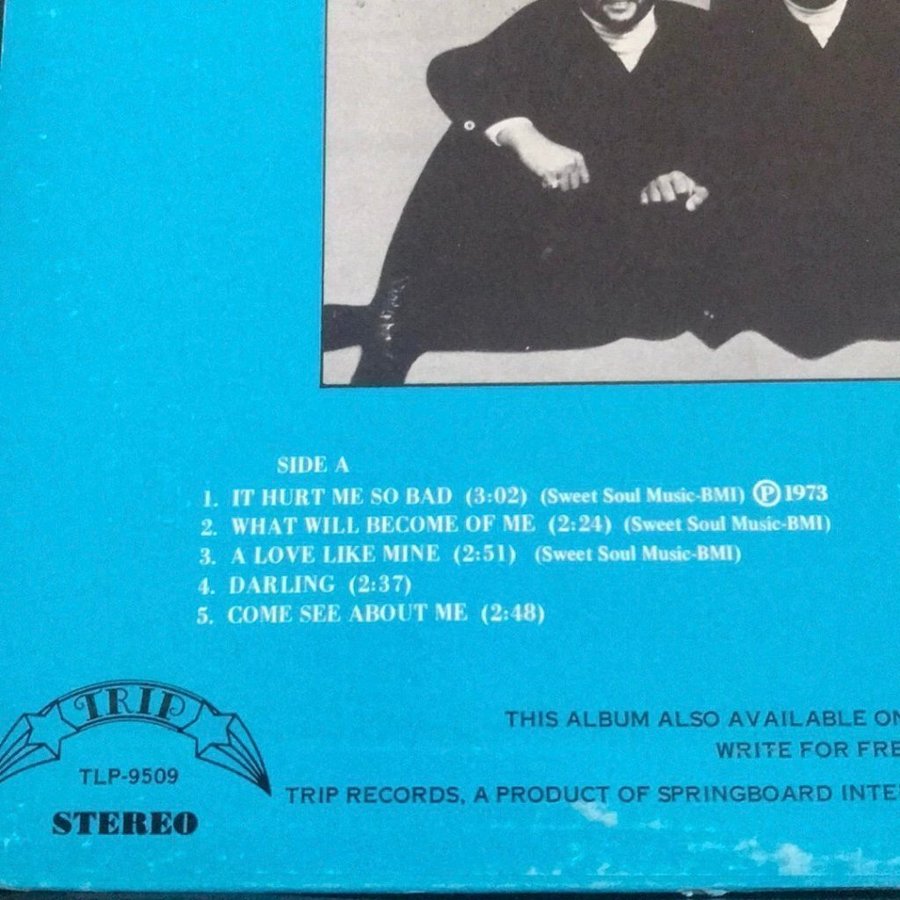 SIDE A
1. IT HURT ME SO BAD (3:02) (Sweet Soul Music-BMI) Ⓟ1973
2. WHAT WILL BECOME OF ME (2:24) (Sweet Soul Music-BMI)
3. A LOVE LIKE MINE (2:51) (Sweet Soul Music-BMI)
4. DARLING (2:37)
5. COME SEE ABOUT ME (2:48)
TRIP
TLP-9509
STEREO
THIS ALBUM ALSO AVAILABLE ON
WRITE FOR FRE
TRIP RECORDS, A PRODUCT OF SPRINGBOARD INTE